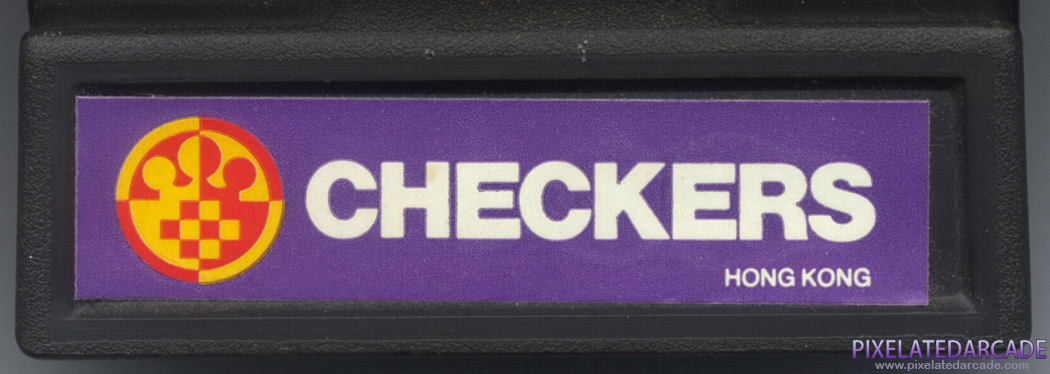 CHECKERS
HONG KONG
PIXELATEDARCADE
www.pixelatedarcade.com